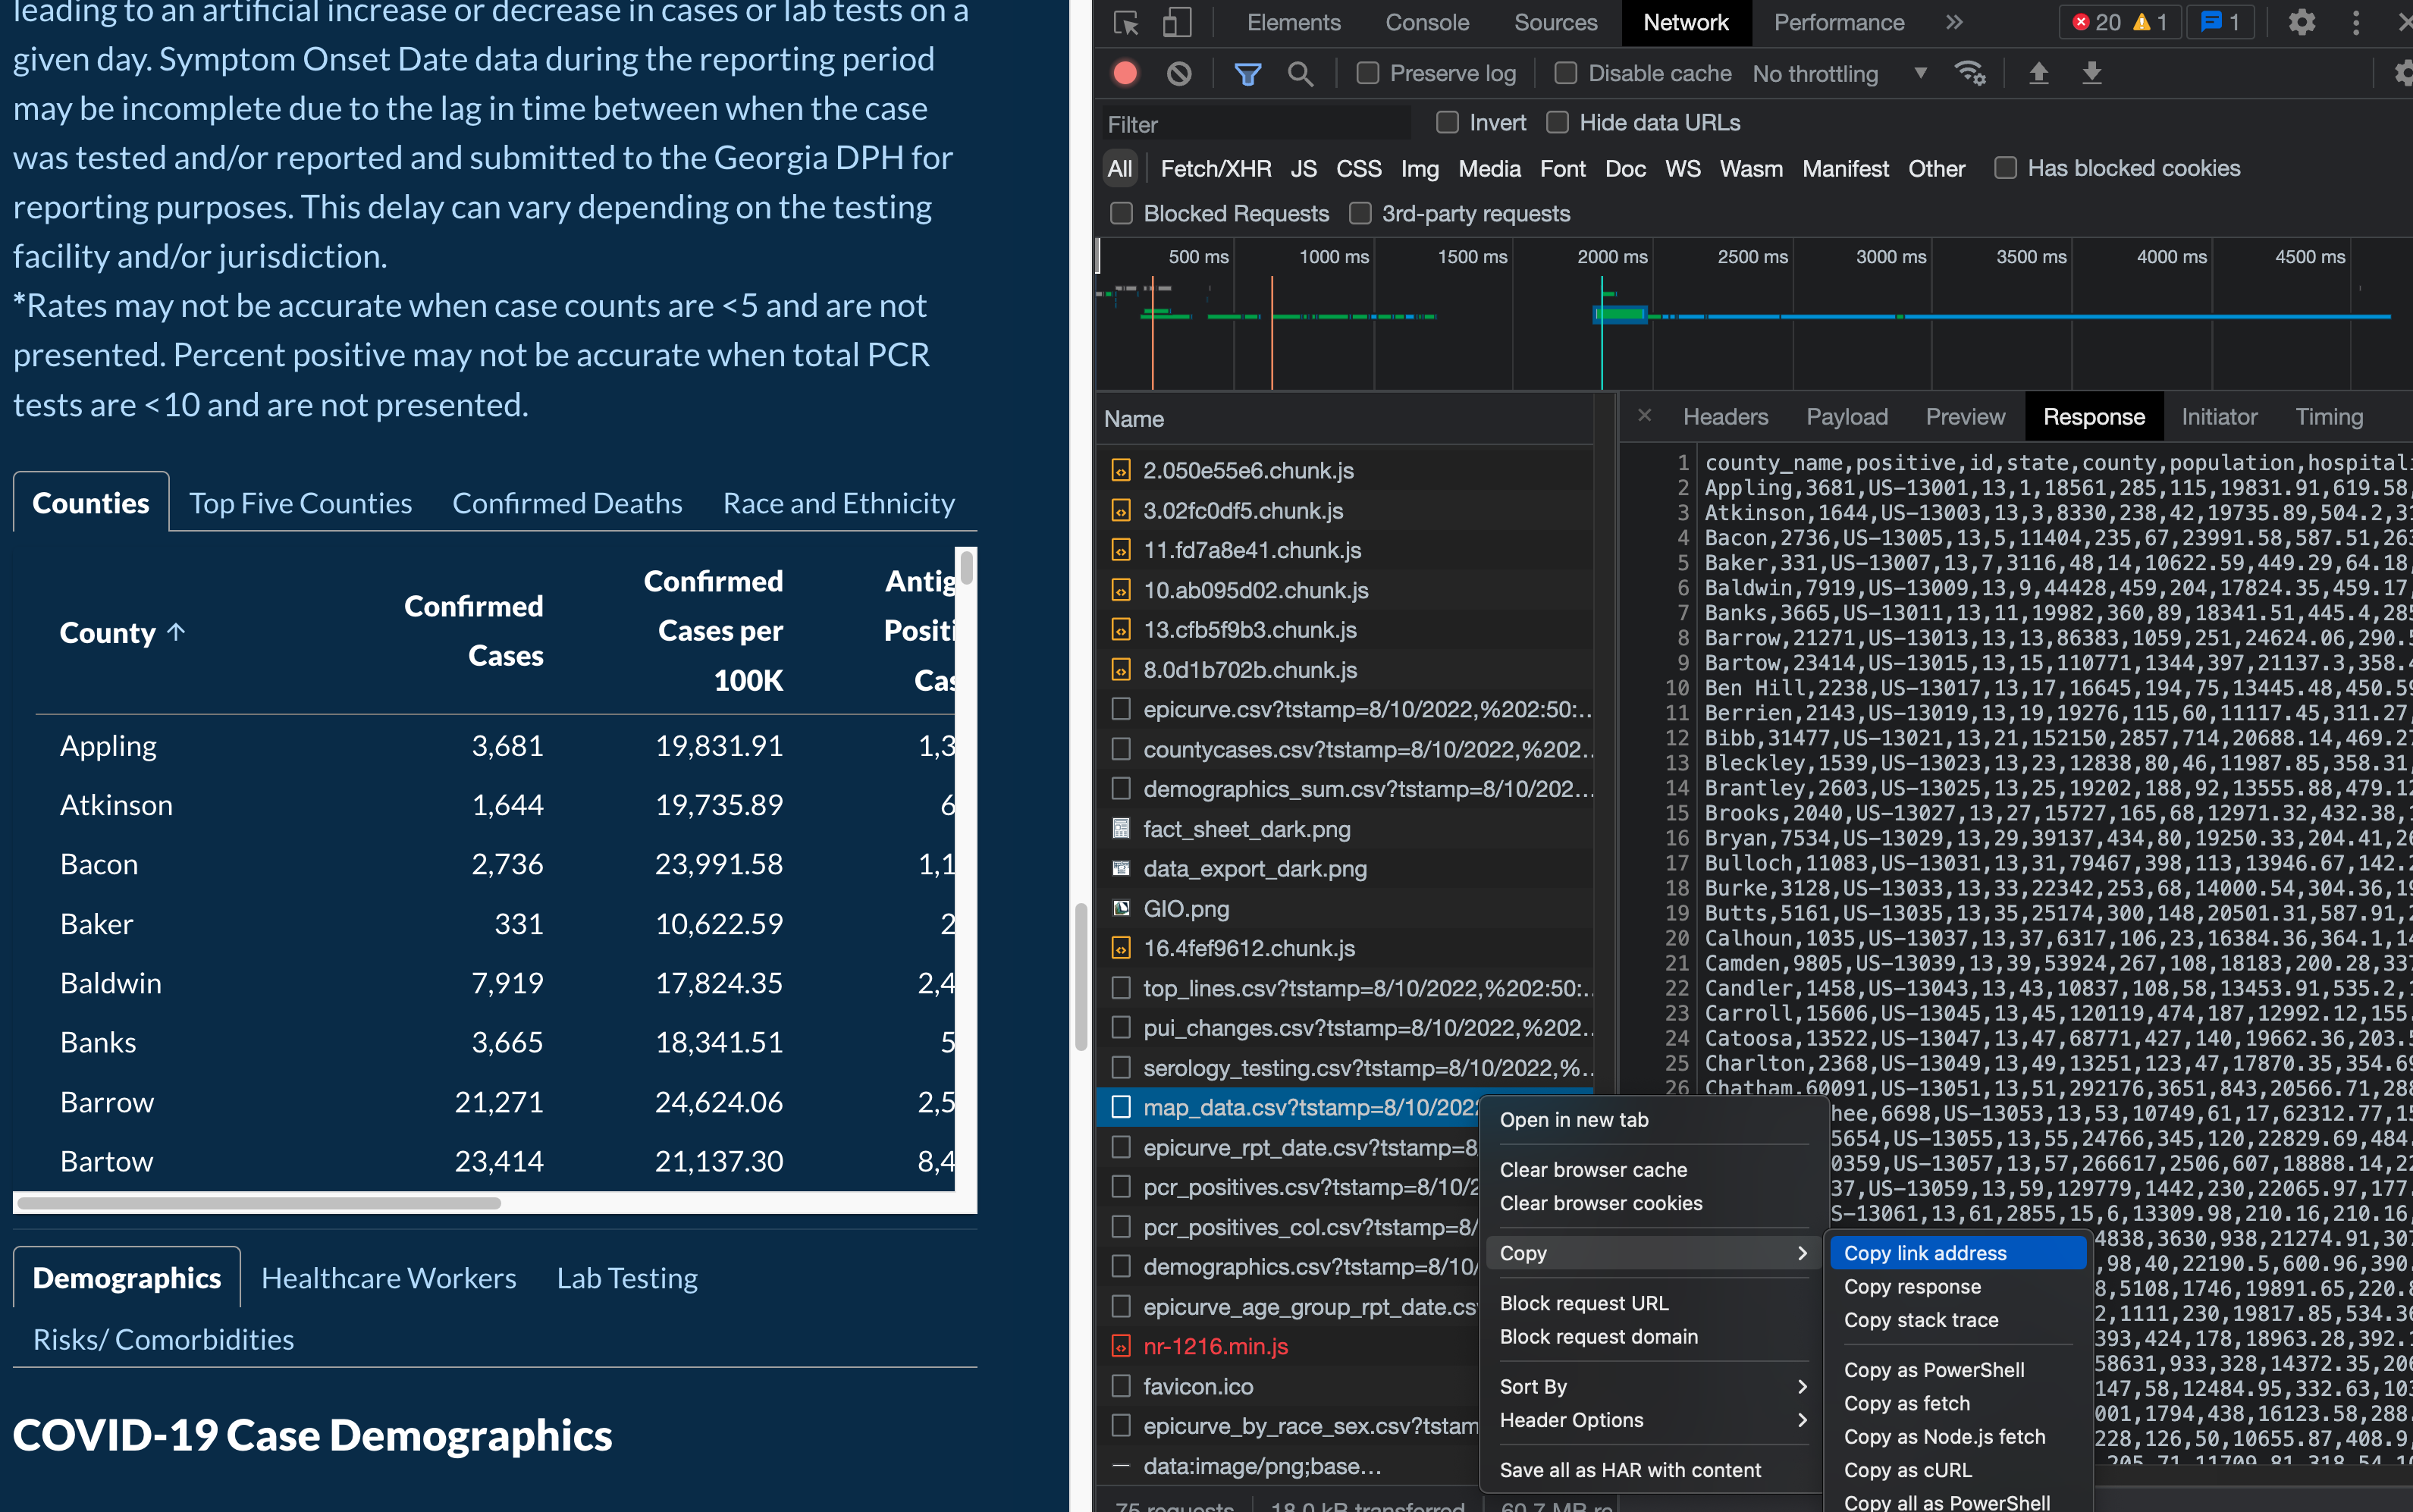 leading to an artificial increase or decrease in cases or lab tests on a
given day. Symptom Onset Date data during the reporting period
may be incomplete due to the lag in time between when the case
was tested and/or reported and submitted to the Georgia DPH for
reporting purposes. This delay can vary depending on the testing
facility and/or jurisdiction.
*Rates may not be accurate when case counts are <5 and are not
presented. Percent positive may not be accurate when total PCR
tests are <10 and are not presented.
Counties Top Five Counties Confirmed Deaths Race and Ethnicity
County ↑ Confirmed Cases Confirmed Cases per 100K Antig Positi Cas
Appling 3,681 19,831.91 1,3
Atkinson 1,644 19,735.89 6
Bacon 2,736 23,991.58 1,1
Baker 331 10,622.59 2
Baldwin 7,919 17,824.35 2,4
Banks 3,665 18,341.51 5
Barrow 21,271 24,624.06 2,5
Bartow 23,414 21,137.30 8,4
Demographics Healthcare Workers Lab Testing
Risks/ Comorbidities
COVID-19 Case Demographics
Elements Console Sources Network Performance » 20 1 1
Preserve log Disable cache No throttling
Filter Invert Hide data URLs
All Fetch/XHR JS CSS Img Media Font Doc WS Wasm Manifest Other Has blocked cookies
Blocked Requests 3rd-party requests
500 ms 1000 ms 1500 ms 2000 ms 2500 ms 3000 ms 3500 ms 4000 ms 4500 ms
Name
2.050e55e6.chunk.js
3.02fc0df5.chunk.js
11.fd7a8e41.chunk.js
10.ab095d02.chunk.js
13.cfb5f9b3.chunk.js
8.0d1b702b.chunk.js
epicurve.csv?tstamp=8/10/2022,%202:50:...
countycases.csv?tstamp=8/10/2022,%202...
demographics_sum.csv?tstamp=8/10/202...
fact_sheet_dark.png
data_export_dark.png
GIO.png
16.4fef9612.chunk.js
top_lines.csv?tstamp=8/10/2022,%202:50:...
pui_changes.csv?tstamp=8/10/2022,%202...
serology_testing.csv?tstamp=8/10/2022,%...
map_data.csv?tstamp=8/10/202
epicurve_rpt_date.csv?tstamp=8
pcr_positives.csv?tstamp=8/10/2
pcr_positives_col.csv?tstamp=8/
demographics.csv?tstamp=8/10/
epicurve_age_group_rpt_date.cs
nr-1216.min.js
favicon.ico
epicurve_by_race_sex.csv?tstam
data:image/png;base...
75 requests 18.0 kB transferred 60.7 MB re
Headers Payload Preview Response Initiator Timing
1 county_name,positive,id,state,county,population,hospitali
2 Appling,3681,US-13001,13,1,18561,285,115,19831.91,619.58,
3 Atkinson,1644,US-13003,13,3,8330,238,42,19735.89,504.2,31
4 Bacon,2736,US-13005,13,5,11404,235,67,23991.58,587.51,263
5 Baker,331,US-13007,13,7,3116,48,14,10622.59,449.29,64.18,
6 Baldwin,7919,US-13009,13,9,44428,459,204,17824.35,459.17,
7 Banks,3665,US-13011,13,11,19982,360,89,18341.51,445.4,285
8 Barrow,21271,US-13013,13,13,86383,1059,251,24624.06,290.5
9 Bartow,23414,US-13015,13,15,110771,1344,397,21137.3,358.4
10 Ben Hill,2238,US-13017,13,17,16645,194,75,13445.48,450.59
11 Berrien,2143,US-13019,13,19,19276,115,60,11117.45,311.27,
12 Bibb,31477,US-13021,13,21,152150,2857,714,20688.14,469.27
13 Bleckley,1539,US-13023,13,23,12838,80,46,11987.85,358.31,
14 Brantley,2603,US-13025,13,25,19202,188,92,13555.88,479.12
15 Brooks,2040,US-13027,13,27,15727,165,68,12971.32,432.38,1
16 Bryan,7534,US-13029,13,29,39137,434,80,19250.33,204.41,26
17 Bulloch,11083,US-13031,13,31,79467,398,113,13946.67,142.2
18 Burke,3128,US-13033,13,33,22342,253,68,14000.54,304.36,19
19 Butts,5161,US-13035,13,35,25174,300,148,20501.31,587.91,2
20 Calhoun,1035,US-13037,13,37,6317,106,23,16384.36,364.1,14
21 Camden,9805,US-13039,13,39,53924,267,108,18183,200.28,337
22 Candler,1458,US-13043,13,43,10837,108,58,13453.91,535.2,1
23 Carroll,15606,US-13045,13,45,120119,474,187,12992.12,155.
24 Catoosa,13522,US-13047,13,47,68771,427,140,19662.36,203.5
25 Charlton,2368,US-13049,13,49,13251,123,47,17870.35,354.69
26 Chatham,60091,US-13051,13,51,292176,3651,843,20566.71,288
hee,6698,US-13053,13,53,10749,61,17,62312.77,15
5654,US-13055,13,55,24766,345,120,22829.69,484.
0359,US-13057,13,57,266617,2506,607,18888.14,22
37,US-13059,13,59,129779,1442,230,22065.97,177.
S-13061,13,61,2855,15,6,13309.98,210.16,210.16,
4838,3630,938,21274.91,307
,98,40,22190.5,600.96,390.
8,5108,1746,19891.65,220.8
2,1111,230,19817.85,534.36
393,424,178,18963.28,392.1
58631,933,328,14372.35,206
147,58,12484.95,332.63,103
001,1794,438,16123.58,288.
228,126,50,10655.87,408.9,
205,71,11709.81,318.54,10
Open in new tab
Clear browser cache
Clear browser cookies
Copy
Block request URL
Block request domain
Sort By
Header Options
Save all as HAR with content
Copy link address
Copy response
Copy stack trace
Copy as PowerShell
Copy as fetch
Copy as Node.js fetch
Copy as cURL
Copy all as PowerShell